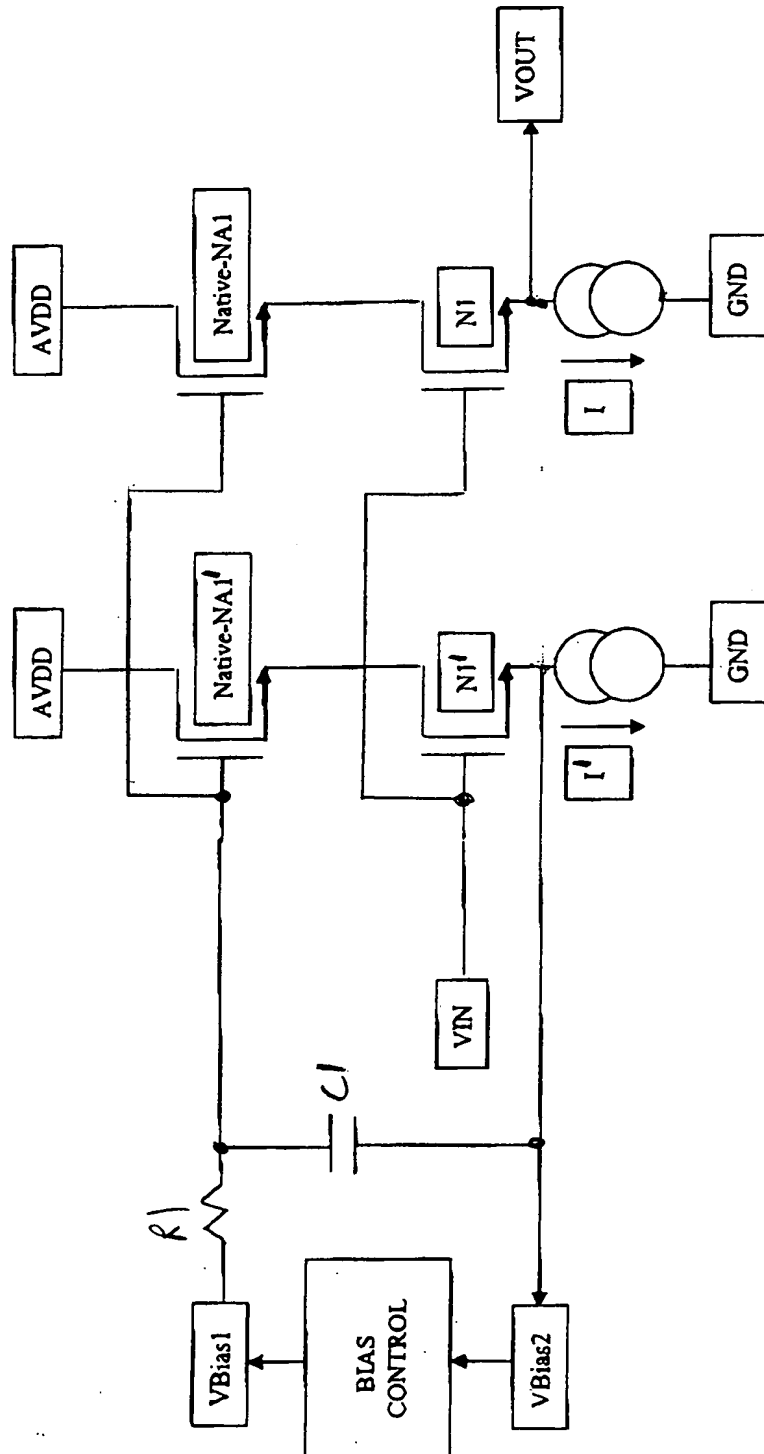 AVDD
AVDD
Native-NA1'
Native-NA1
R1
VBias1
C1
BIAS
CONTROL
VIN
N1'
N1
VOUT
VBias2
I'
I
GND
GND